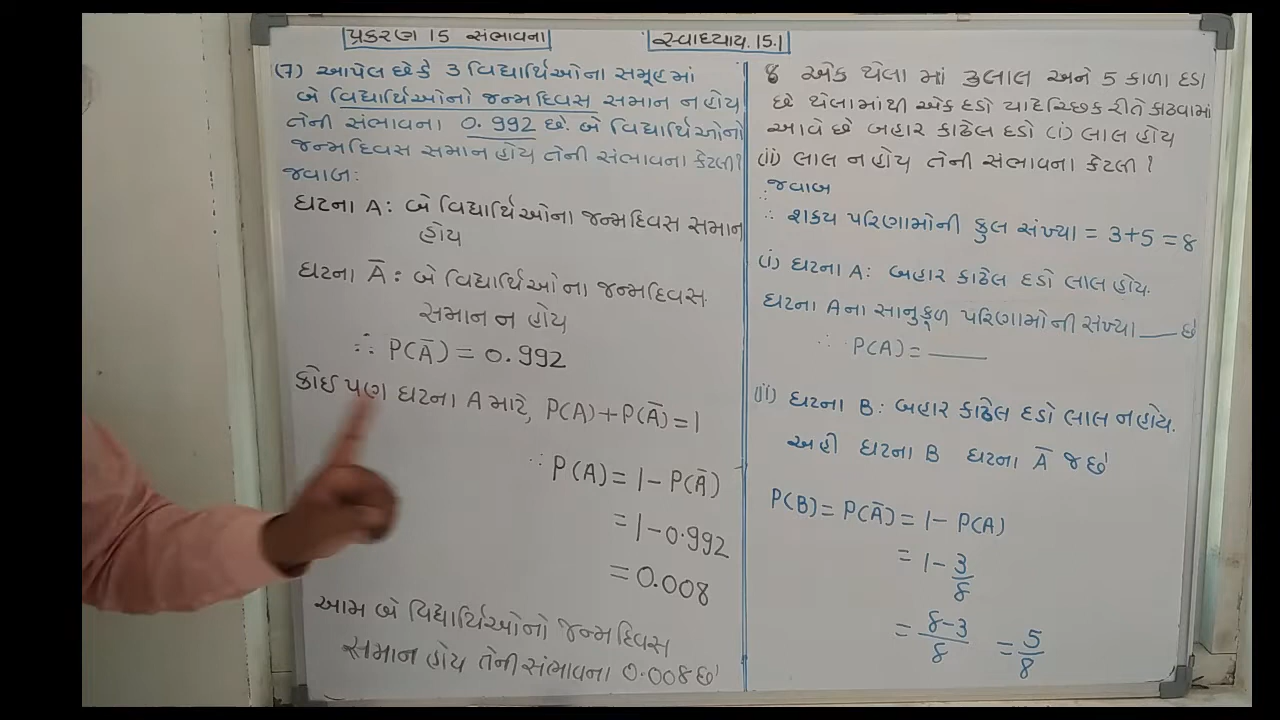 પ્રકરણ 15 સંભાવના
સ્વાધ્યાય.15.1
(7) આપેલ છે કે 3 વિદ્યાર્થિઓના સમૂહમાં
બે વિદ્યાર્થિઓનો જન્મદિવસ સમાન ન હોય
તેની સંભાવના 0.992 છે. બે વિદ્યાર્થિઓનો
જન્મદિવસ સમાન હોય તેની સંભાવના કેટલી?
જવાબ:
ઘટના A: બે વિદ્યાર્થિઓના જન્મદિવસ સમાન
હોય
ઘટના A̅: બે વિદ્યાર્થિઓના જન્મદિવસ
સમાન ન હોય
∴ P(A̅) = 0.992
કોઈ પણ ઘટના A માટે, P(A)+P(A̅)=1
∴ P(A) = 1 - P(A̅)
= 1 - 0.992
= 0.008
આમ બે વિદ્યાર્થિઓનો જન્મદિવસ
સમાન હોય તેની સંભાવના 0.008 છે
8 એક થેલા માં 3 લાલ અને 5 કાળા દડા
છે થેલામાંથી એક દડો યાદૈચ્છિક રીતે કાઢવામાં
આવે છે બહાર કાઢેલ દડો (i) લાલ હોય
(ii) લાલ ન હોય તેની સંભાવના કેટલી?
જવાબ
∴ શક્ય પરિણામોની કુલ સંખ્યા = 3+5 = 8
(i) ઘટના A: બહાર કાઢેલ દડો લાલ હોય.
ઘટના A ના સાનુકૂળ પરિણામોની સંખ્યા ___ છે
∴ P(A) = ____
(ii) ઘટના B: બહાર કાઢેલ દડો લાલ ન હોય.
અહી ઘટના B ઘટના A̅ જ છે
P(B) = P(A̅) = 1 - P(A)
= 1 - 3/8
= 8-3/8 = 5/8